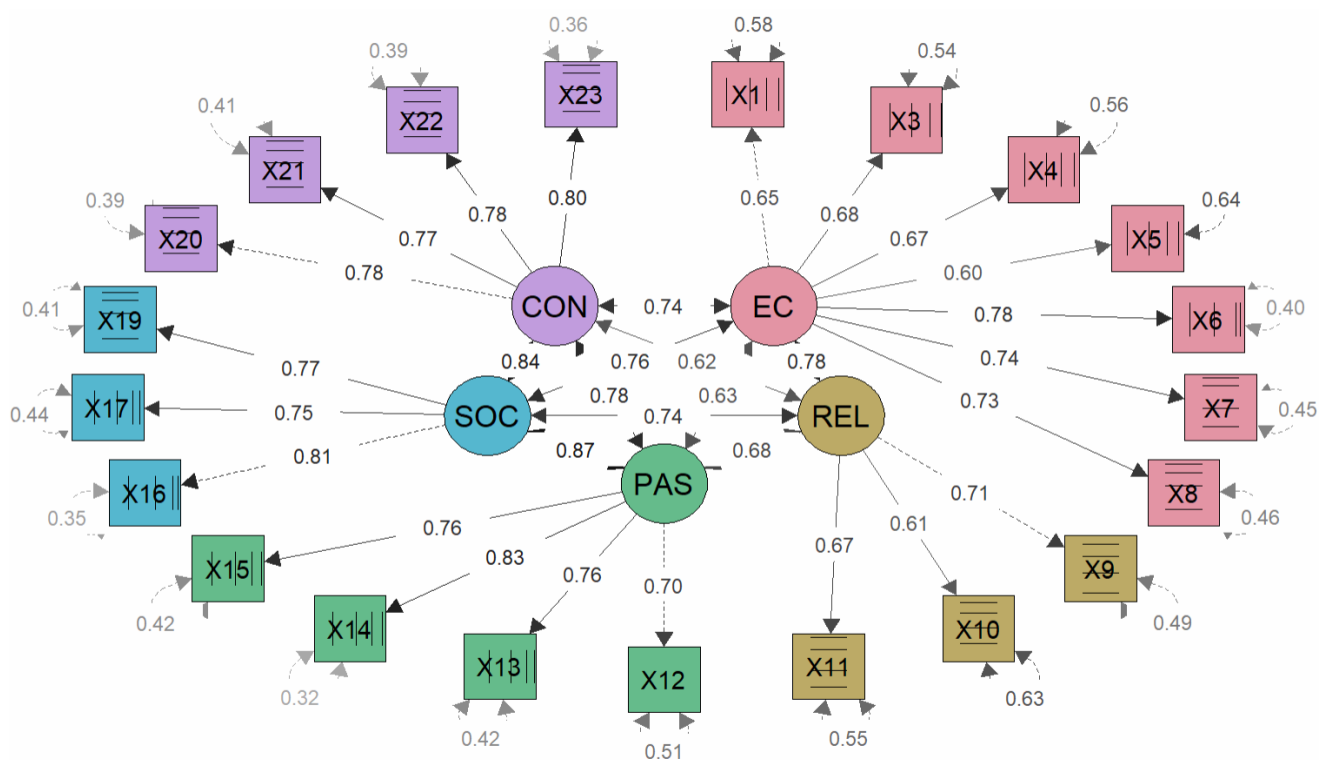 0.36 0.58
0.39 0.54
X23 X1
0.41 X22 X3 0.56
X21 X4
0.39 0.78 0.80 0.65 0.68 0.64
X20 0.77 0.67 X5
0.78 0.60
0.41 X19 CON 0.74 EC 0.78 X6 0.40
0.77 0.84 0.76 0.62 0.78 0.74
0.44 X17 0.75 SOC 0.78 0.63 REL 0.73 X7 0.45
0.74
0.81 0.87 0.68
0.35 X16 PAS 0.71 X8 0.46
0.76 0.61
0.83 0.67
0.42 X15 0.76 0.70 X9 0.49
0.32 X14 X10 0.63
X13 X12 X11
0.42 0.51 0.55